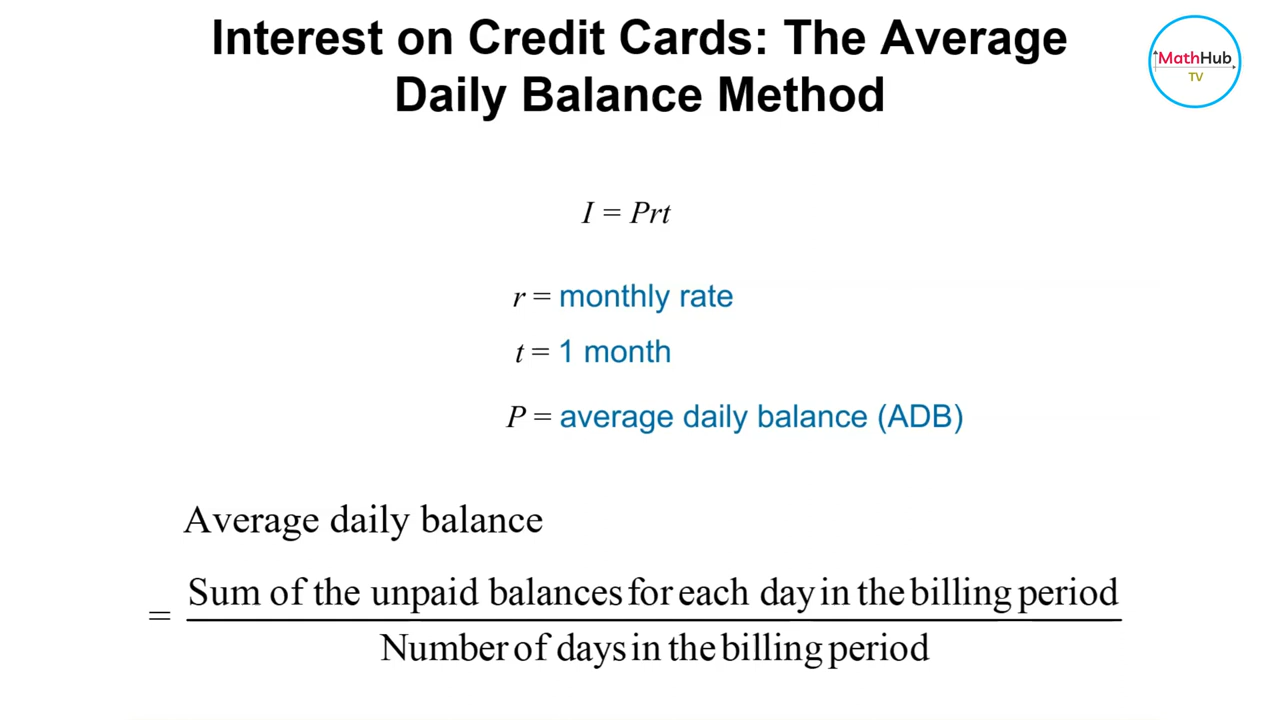 Interest on Credit Cards: The Average
Daily Balance Method
MathHub
TV
I = Prt
r = monthly rate
t = 1 month
P = average daily balance (ADB)
Average daily balance
= Sum of the unpaid balances for each day in the billing period
Number of days in the billing period